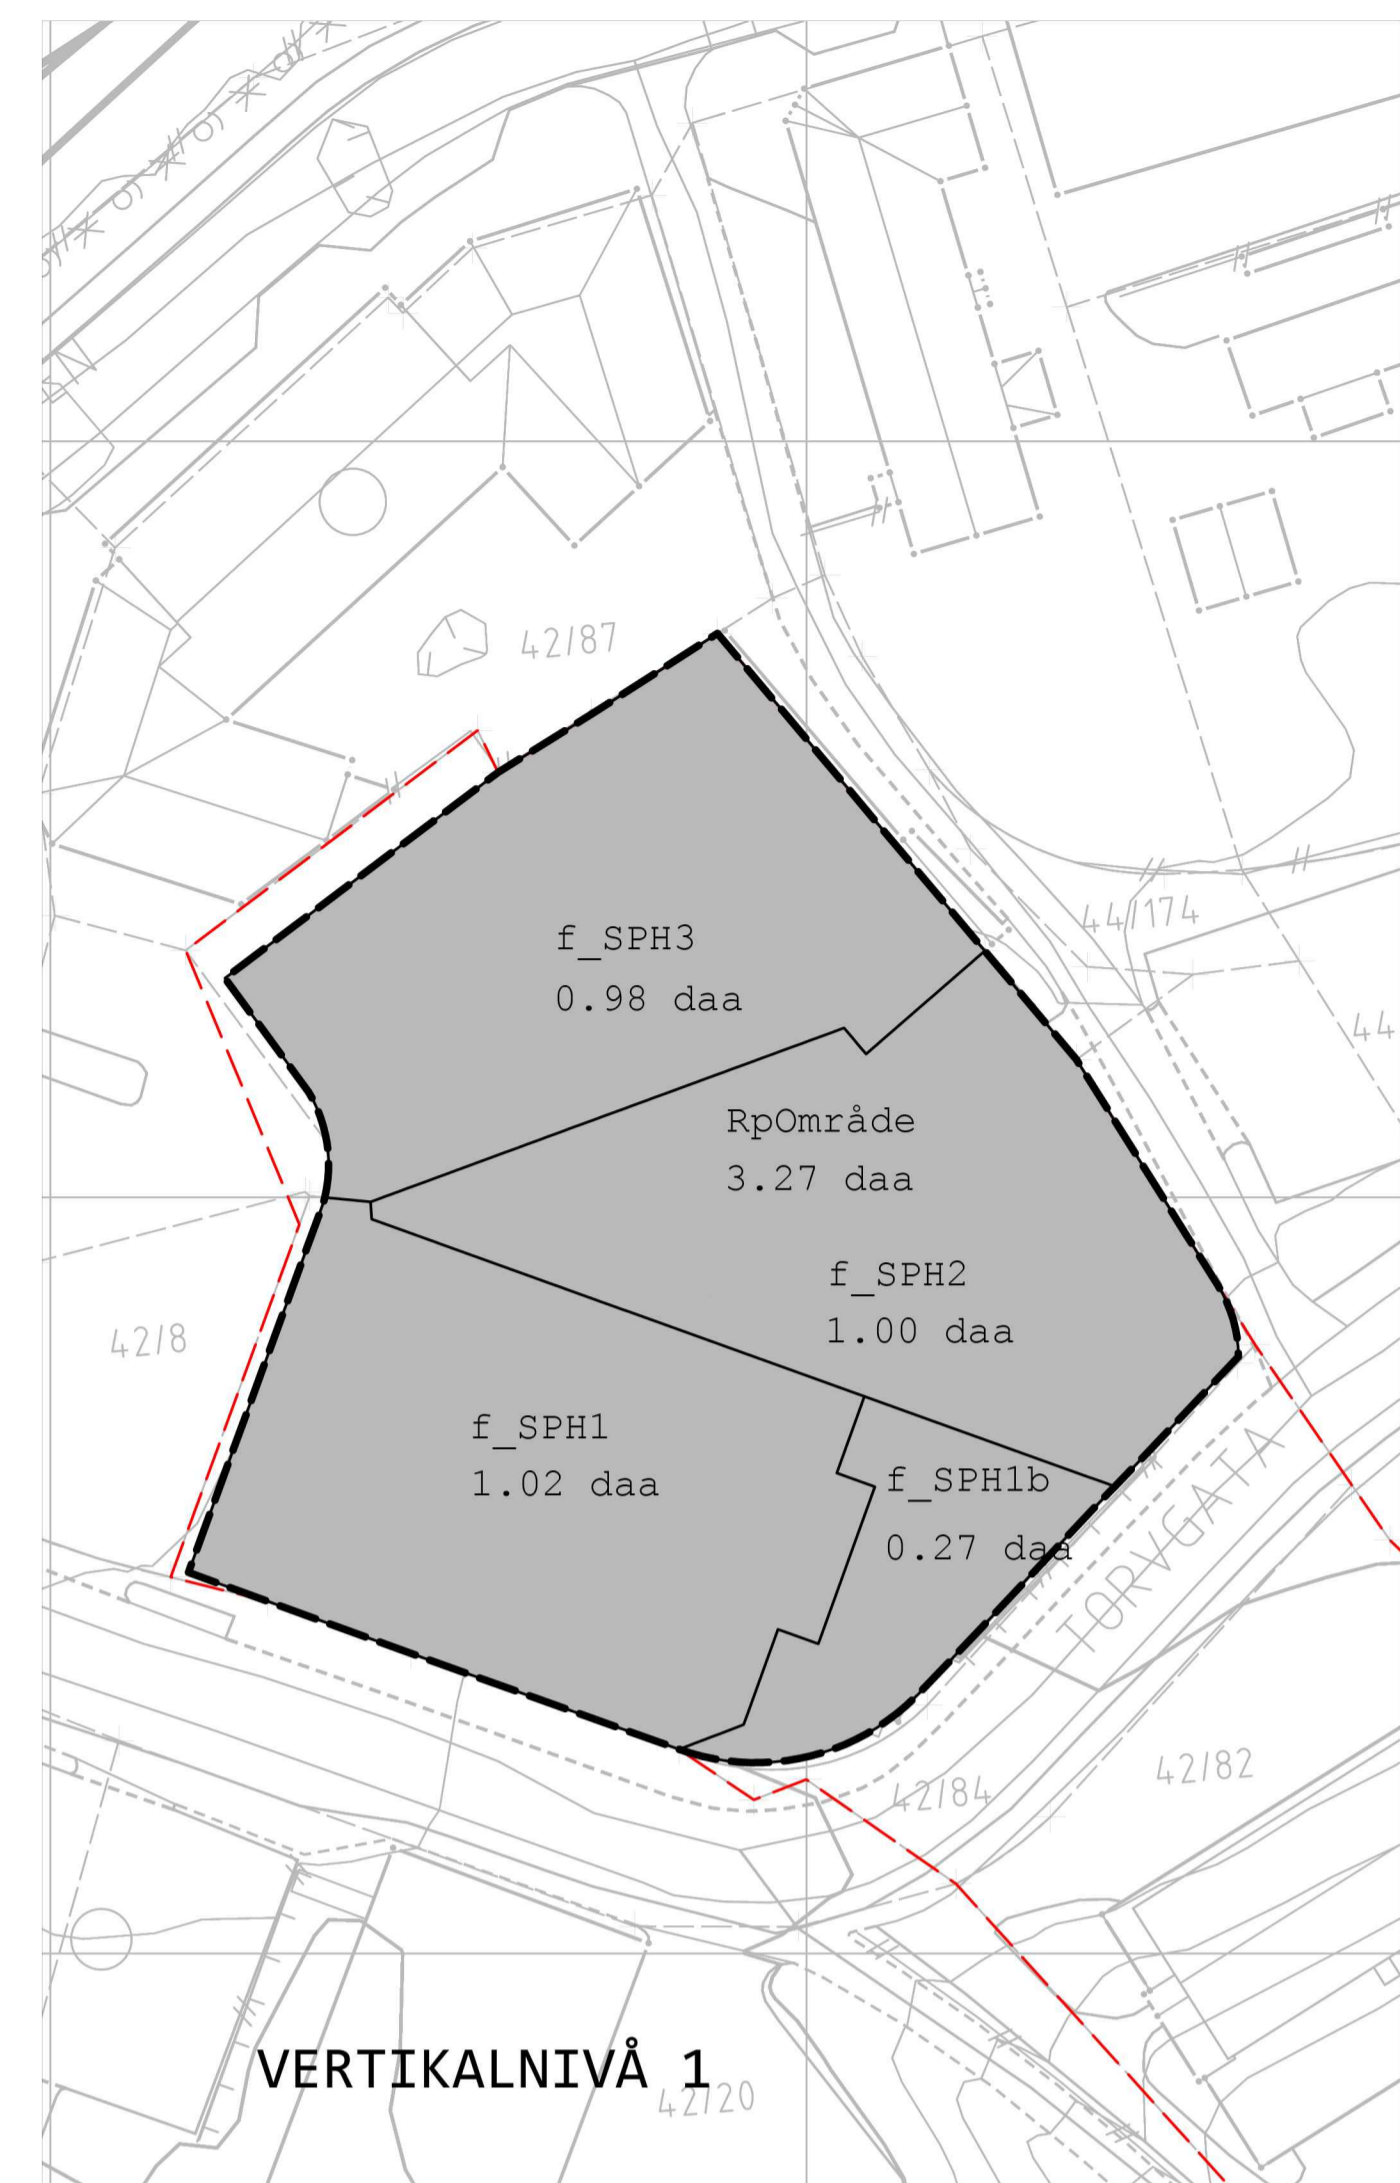 42/87
44/174
44
f_SPH3
0.98 daa
RpOmråde
3.27 daa
f_SPH2
1.00 daa
42/8
f_SPH1
1.02 daa
f_SPH1b
0.27 daa
TORVGATA
42/82
42/84
VERTIKALNIVÅ 1
42/20